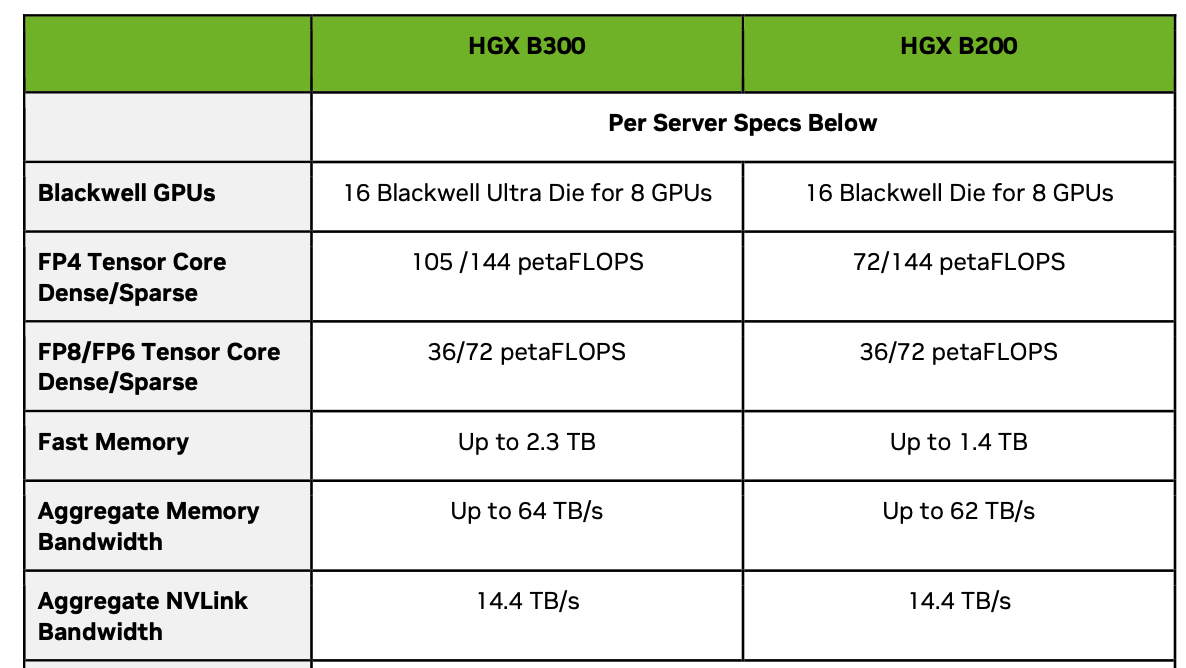 HGX B300
HGX B200
Per Server Specs Below
Blackwell GPUs
16 Blackwell Ultra Die for 8 GPUs
16 Blackwell Die for 8 GPUs
FP4 Tensor Core
Dense/Sparse
105 /144 petaFLOPS
72/144 petaFLOPS
FP8/FP6 Tensor Core
Dense/Sparse
36/72 petaFLOPS
36/72 petaFLOPS
Fast Memory
Up to 2.3 TB
Up to 1.4 TB
Aggregate Memory
Bandwidth
Up to 64 TB/s
Up to 62 TB/s
Aggregate NVLink
Bandwidth
14.4 TB/s
14.4 TB/s